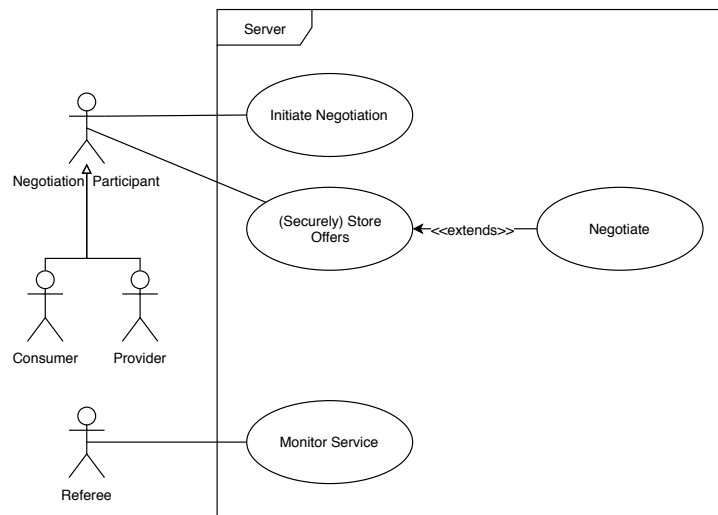 Server
Initiate Negotiation
Negotiation Participant
(Securely) Store
Offers
<<extends>>
Negotiate
Consumer
Provider
Monitor Service
Referee